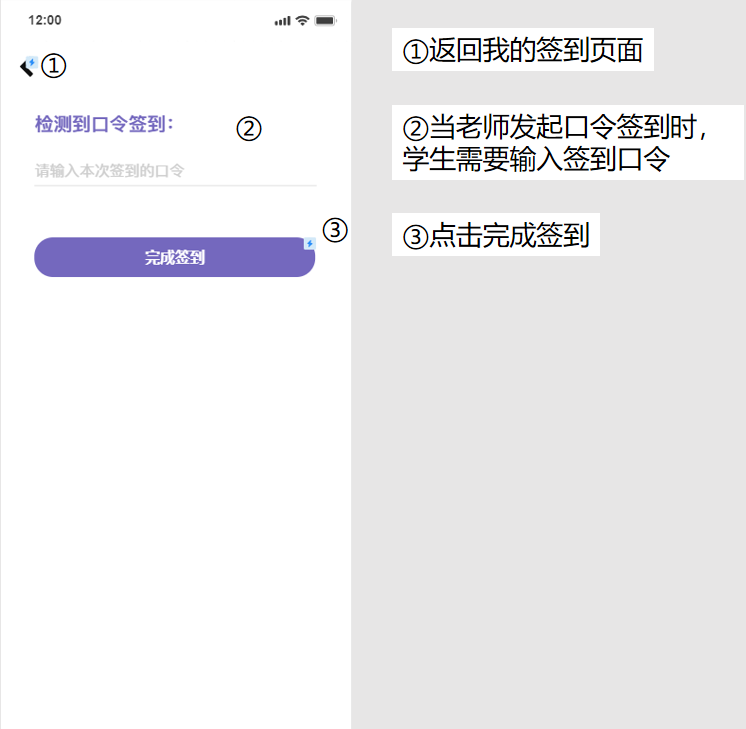 12:00
①
检测到口令签到：
②
请输入本次签到的口令
③
完成签到
①返回我的签到页面
②当老师发起口令签到时，
学生需要输入签到口令
③点击完成签到